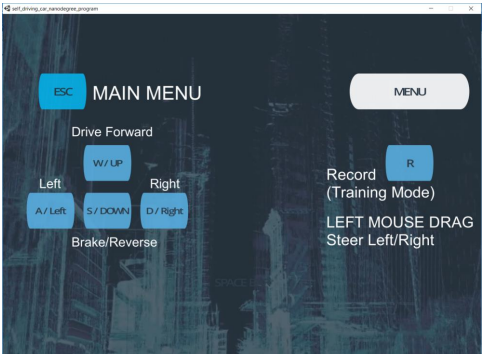 self_driving_car_nanodegree_program
ESC
MAIN MENU
MENU
Drive Forward
W / UP
Left
Right
A / Left
S / DOWN
D / Right
Brake/Reverse
R
Record
(Training Mode)
LEFT MOUSE DRAG
Steer Left/Right